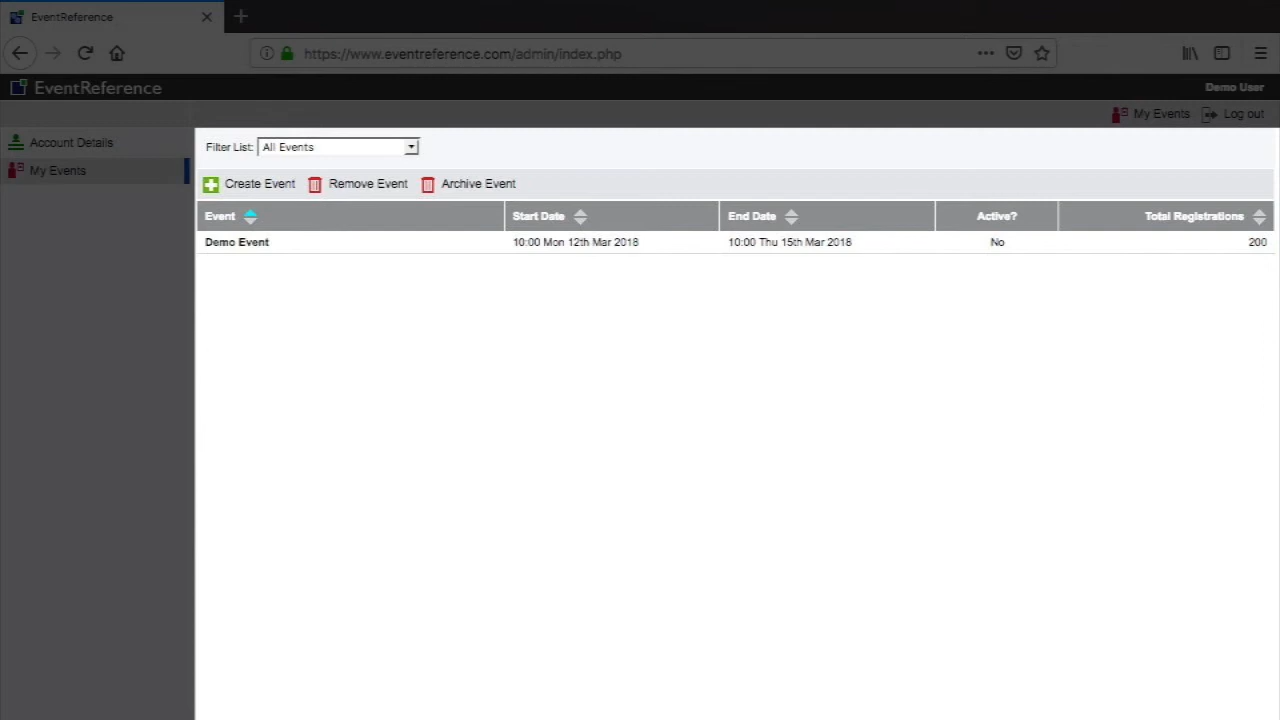 EventReference
https://www.eventreference.com/admin/index.php
EventReference
Demo User
My Events
Log out
Account Details
My Events
Filter List: All Events
Create Event
Remove Event
Archive Event
Event Start Date End Date Active? Total Registrations
Demo Event 10:00 Mon 12th Mar 2018 10:00 Thu 15th Mar 2018 No 200